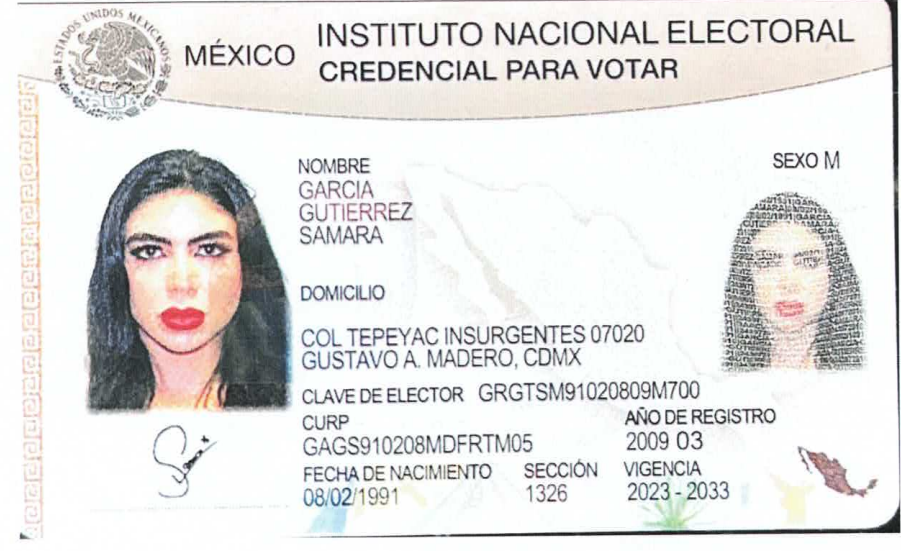 ESTADOS UNIDOS MEXICANOS
MÉXICO
INSTITUTO NACIONAL ELECTORAL
CREDENCIAL PARA VOTAR
SEXO M
NOMBRE
GARCIA
GUTIERREZ
SAMARA
DOMICILIO
COL TEPEYAC INSURGENTES 07020
GUSTAVO A. MADERO, CDMX
CLAVE DE ELECTOR GRGTSM91020809M700
CURP
GAGS910208MDFRTM05
AÑO DE REGISTRO
2009 03
FECHA DE NACIMIENTO
08/02/1991
SECCIÓN
1326
VIGENCIA
2023 - 2033